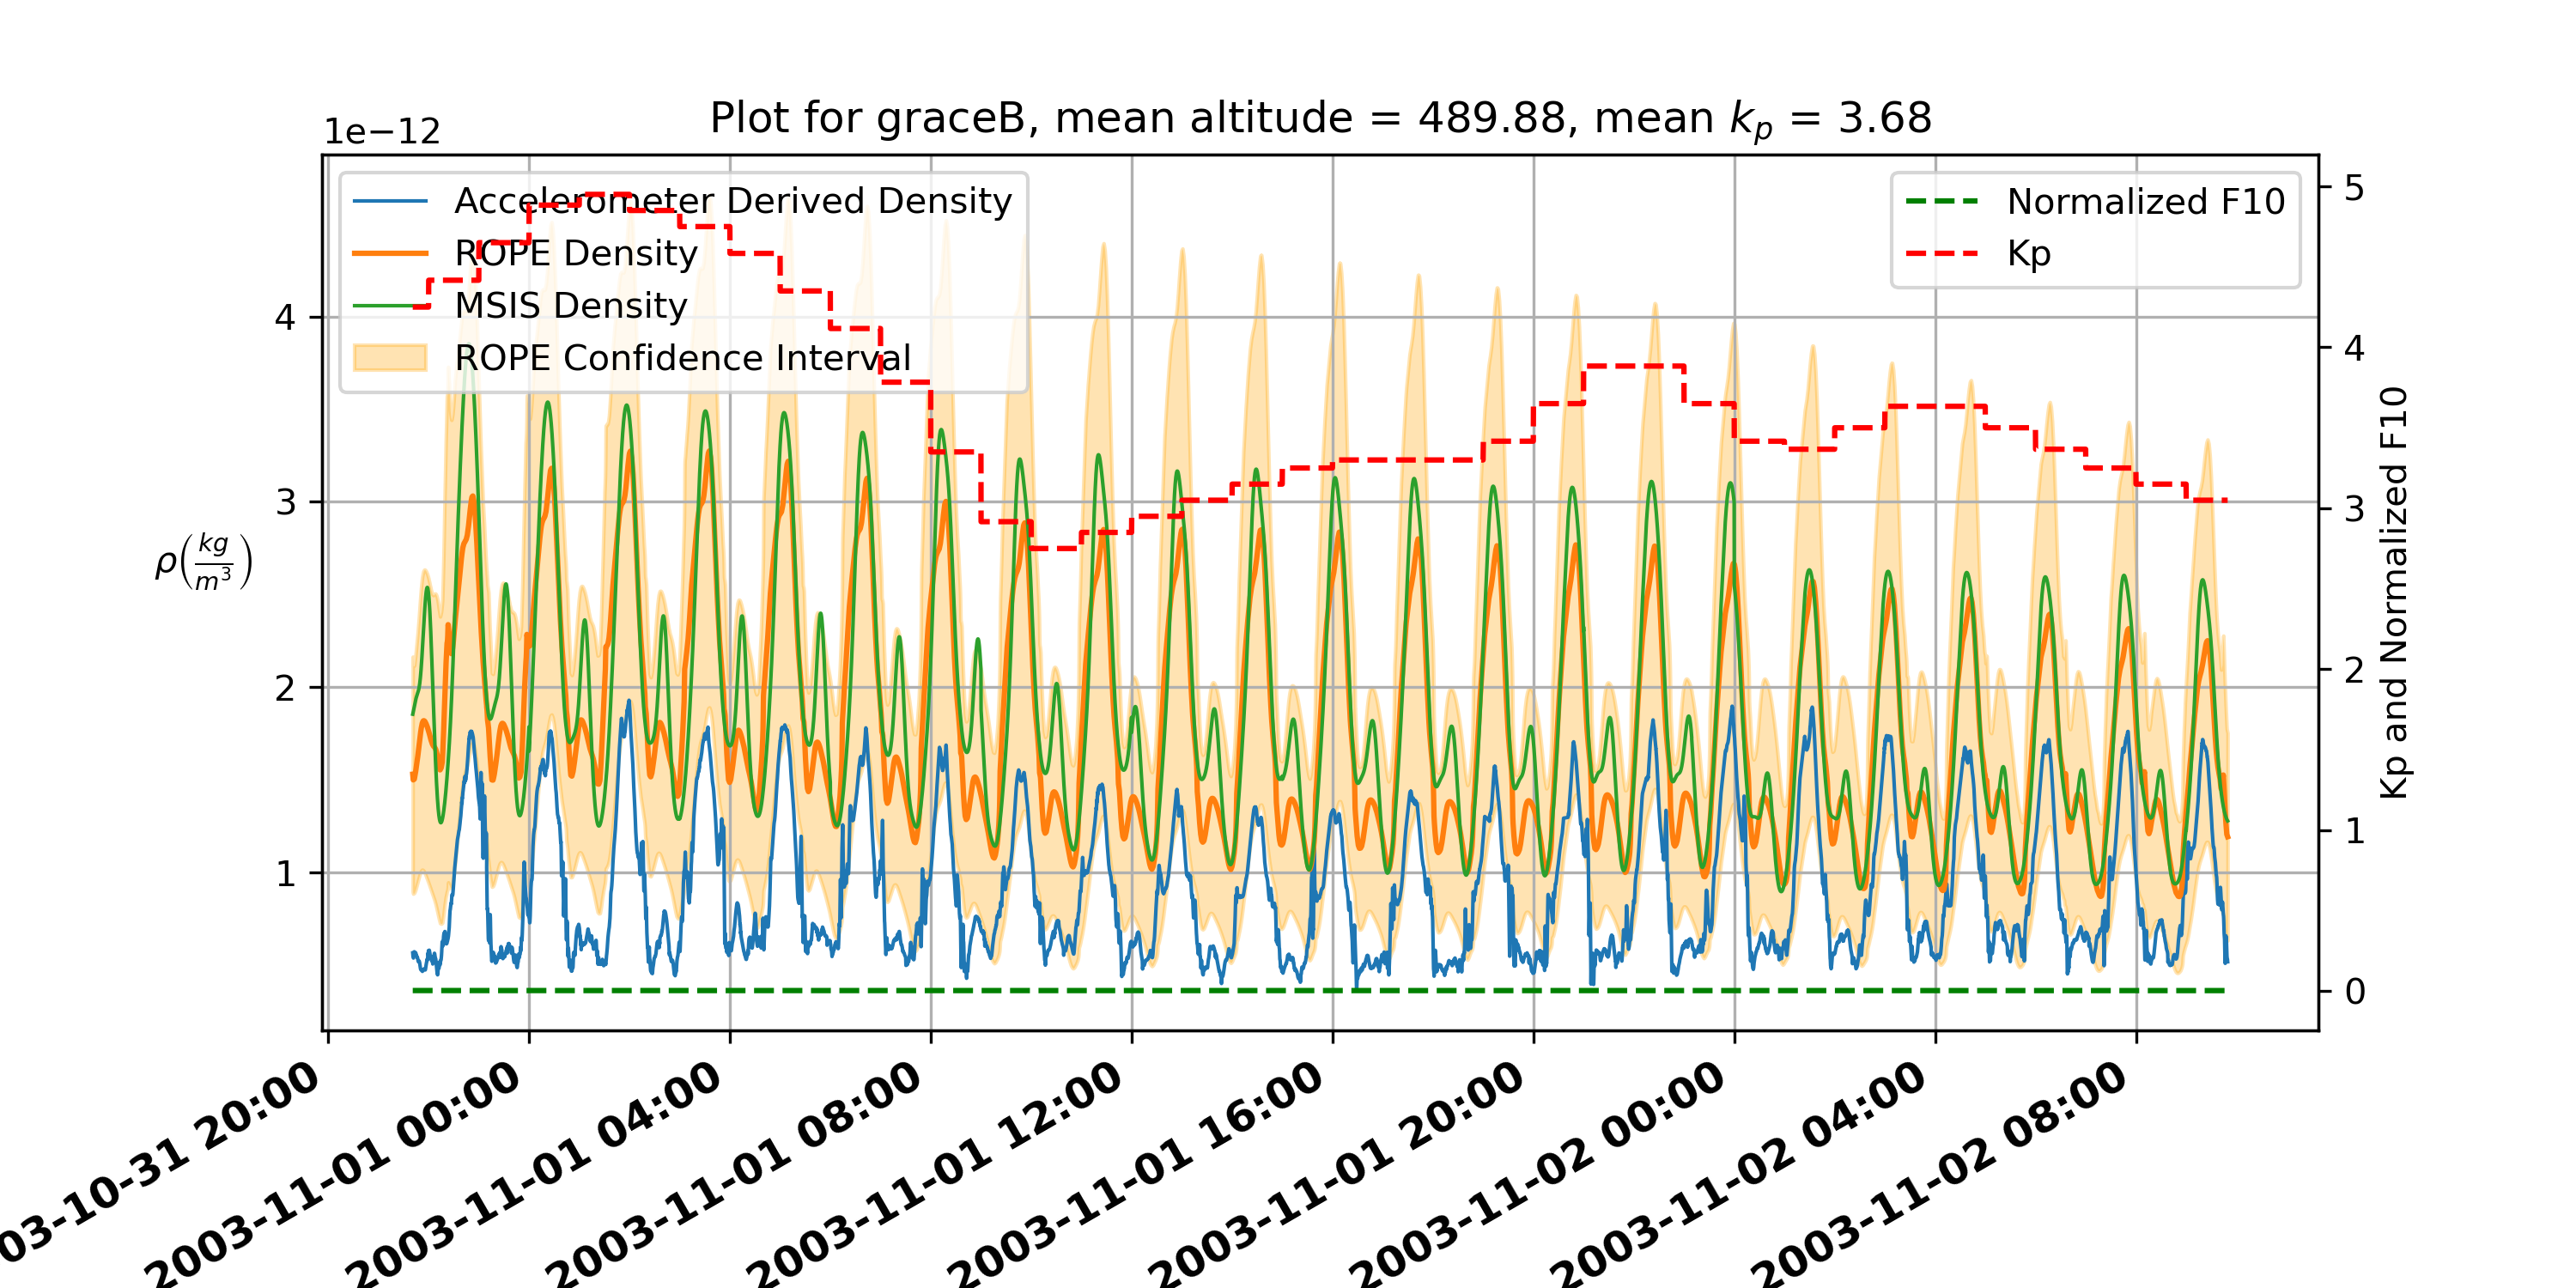 Plot for graceB, mean altitude = 489.88, mean kₚ = 3.68
1e−12
Accelerometer Derived Density
ROPE Density
MSIS Density
ROPE Confidence Interval
Normalized F10
Kp
4
3
2
1
ρ(kg/m³)
5
4
3
2
1
0
Kp and Normalized F10
03-10-31 20:00
2003-11-01 00:00
2003-11-01 04:00
2003-11-01 08:00
2003-11-01 12:00
2003-11-01 16:00
2003-11-01 20:00
2003-11-02 00:00
2003-11-02 04:00
2003-11-02 08:00